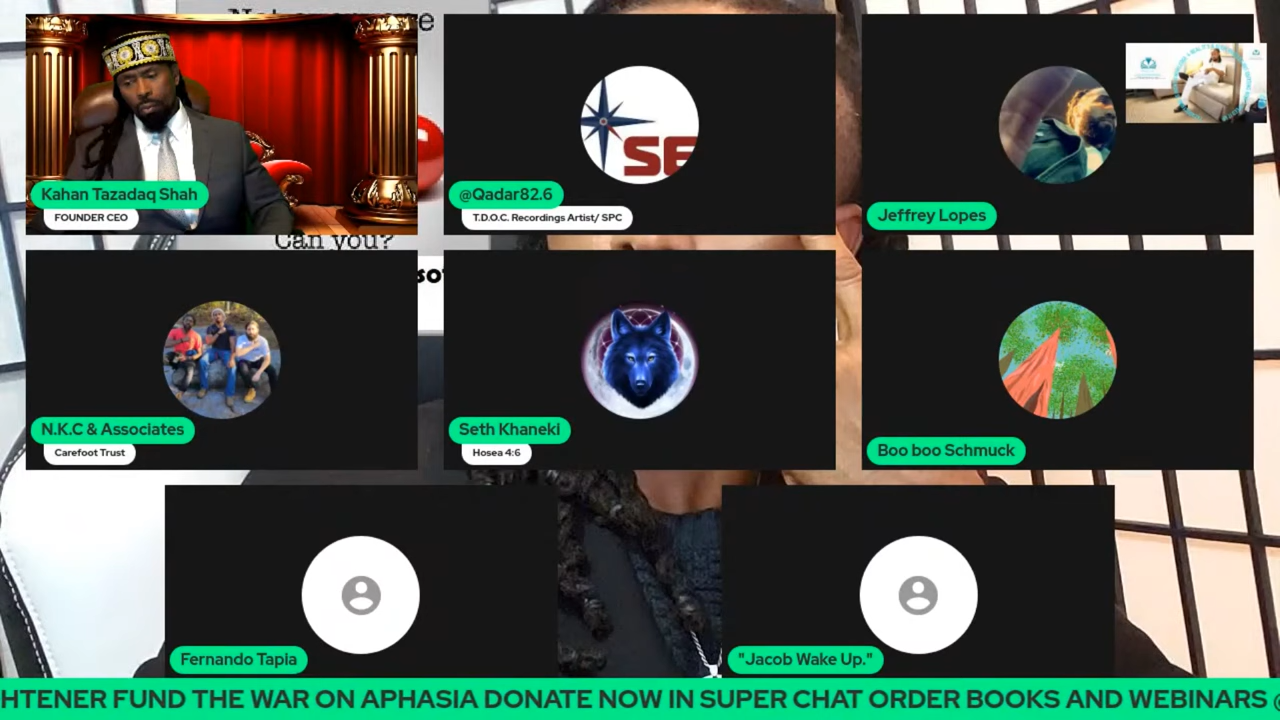 Kahan Tazadaq Shah
FOUNDER CEO
@Qadar82.6
T.D.O.C. Recordings Artist/ SPC
Jeffrey Lopes
Can you?
N.K.C & Associates
Carefoot Trust
Seth Khaneki
Hosea 4:6
Boo boo Schmuck
Fernando Tapia
"Jacob Wake Up."
HTENER FUND THE WAR ON APHASIA DONATE NOW IN SUPER CHAT ORDER BOOKS AND WEBINARS